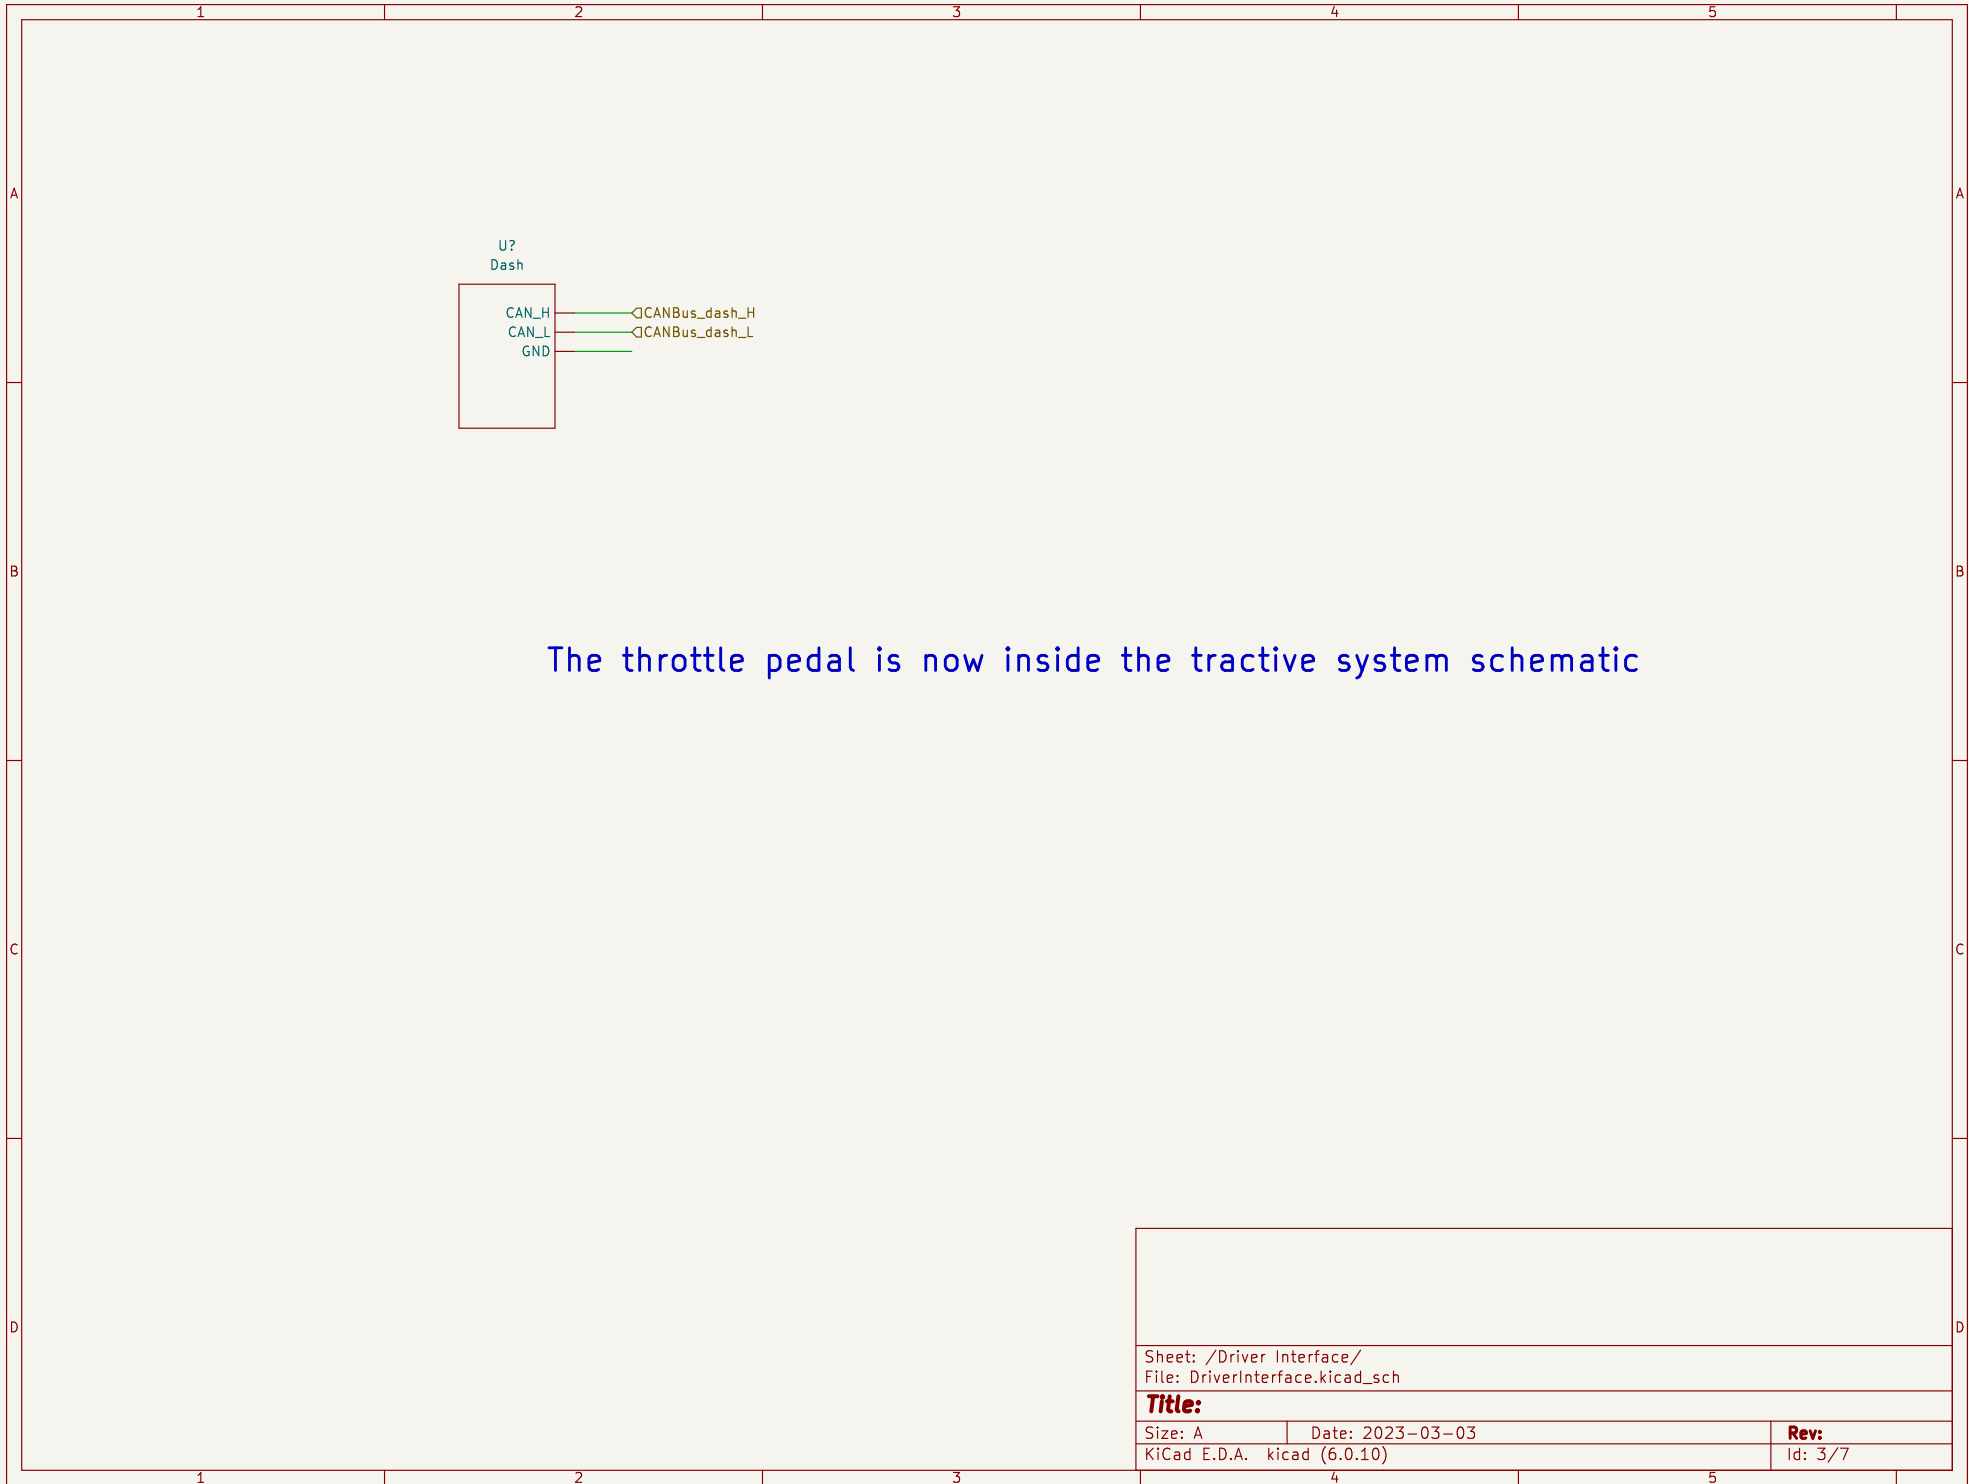 1 2 3 4 5
A A
U?
Dash
CAN_H CANBus_dash_H
CAN_L CANBus_dash_L
GND
B B
The throttle pedal is now inside the tractive system schematic
C C
D D
Sheet: /Driver Interface/
File: DriverInterface.kicad_sch
Title:
Size: A Date: 2023-03-03 Rev:
KiCad E.D.A. kicad (6.0.10) Id: 3/7
1 2 3 4 5